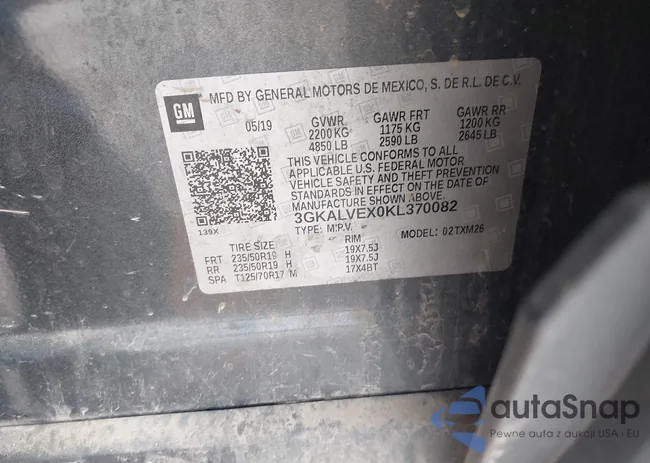 MFD BY GENERAL MOTORS DE MEXICO, S. DE R.L. DE C.V.
GM
05/19 GVWR GAWR FRT GAWR RR
2200 KG 1175 KG 1200 KG
4850 LB 2590 LB 2645 LB
THIS VEHICLE CONFORMS TO ALL
APPLICABLE U.S. FEDERAL MOTOR
VEHICLE SAFETY AND THEFT PREVENTION
STANDARDS IN EFFECT ON THE DATE OF
MANUFACTURE SHOWN ABOVE.
139X
3GKALVEX0KL370082
TYPE: M.P.V. MODEL: 02TXM26
TIRE SIZE RIM
FRT 235/50R19 H 19X7.5J
RR 235/50R19 H 19X7.5J
SPA T125/70R17 M 17X4BT
autaSnap
Pewne auta z aukcji USA i EU